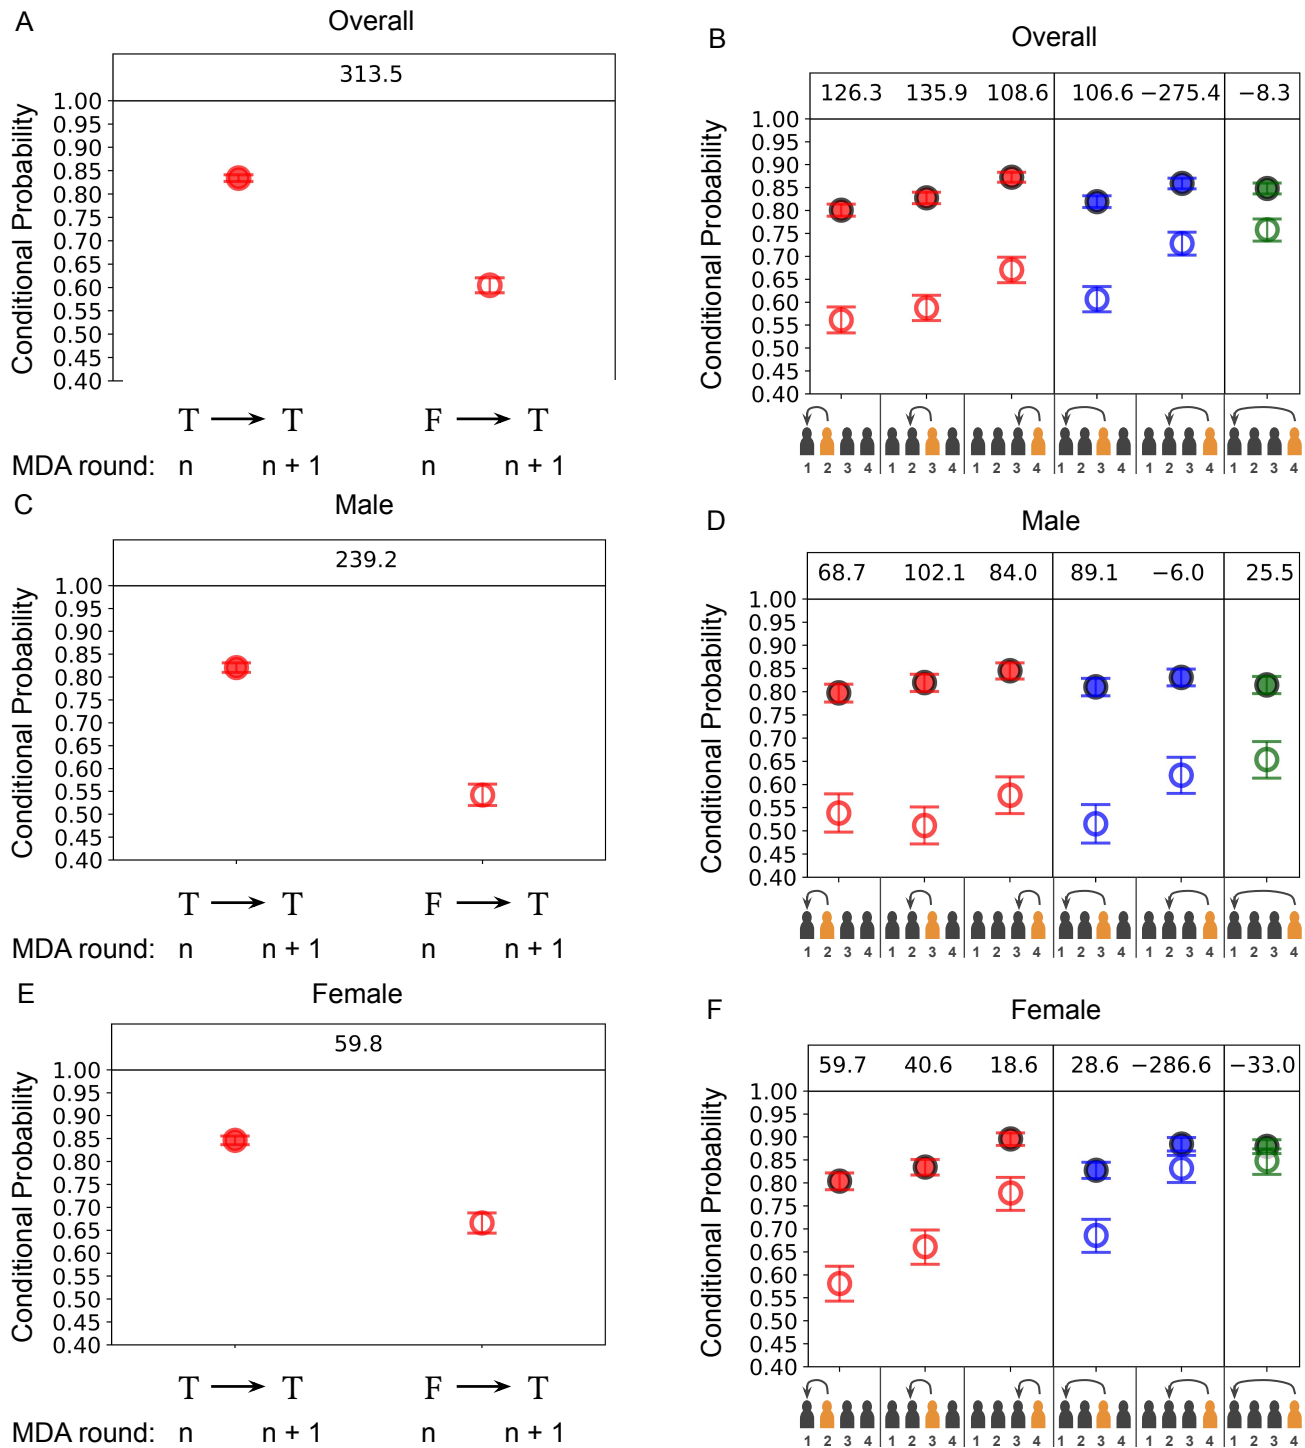 A
Overall
313.5
Conditional Probability
1.00
0.95
0.90
0.85
0.80
0.75
0.70
0.65
0.60
0.55
0.50
0.45
0.40
T T F T
MDA round: n n + 1 n n + 1
B
Overall
126.3 135.9 108.6 106.6 −275.4 −8.3
Conditional Probability
1.00
0.95
0.90
0.85
0.80
0.75
0.70
0.65
0.60
0.55
0.50
0.45
0.40
1 2 3 4 1 2 3 4 1 2 3 4 1 2 3 4 1 2 3 4 1 2 3 4
C
Male
239.2
Conditional Probability
1.00
0.95
0.90
0.85
0.80
0.75
0.70
0.65
0.60
0.55
0.50
0.45
0.40
T T F T
MDA round: n n + 1 n n + 1
D
Male
68.7 102.1 84.0 89.1 −6.0 25.5
Conditional Probability
1.00
0.95
0.90
0.85
0.80
0.75
0.70
0.65
0.60
0.55
0.50
0.45
0.40
1 2 3 4 1 2 3 4 1 2 3 4 1 2 3 4 1 2 3 4 1 2 3 4
E
Female
59.8
Conditional Probability
1.00
0.95
0.90
0.85
0.80
0.75
0.70
0.65
0.60
0.55
0.50
0.45
0.40
T T F T
MDA round: n n + 1 n n + 1
F
Female
59.7 40.6 18.6 28.6 −286.6 −33.0
Conditional Probability
1.00
0.95
0.90
0.85
0.80
0.75
0.70
0.65
0.60
0.55
0.50
0.45
0.40
1 2 3 4 1 2 3 4 1 2 3 4 1 2 3 4 1 2 3 4 1 2 3 4